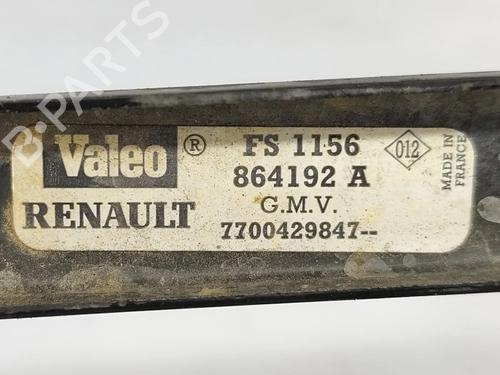 B-PARTS
Valeo ® FS 1156
864192 A
RENAULT G.M.V.
7700429847--
012
MADE IN
FRANCE